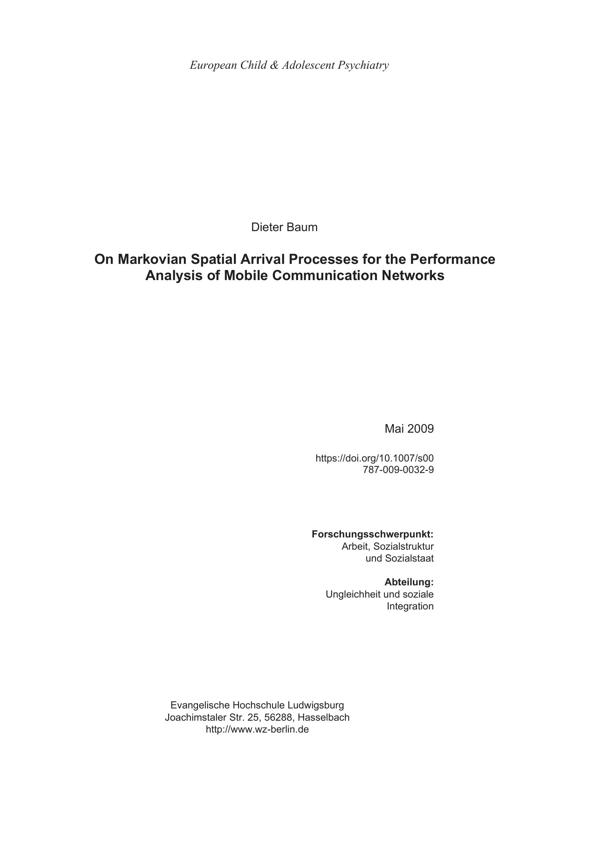 European Child & Adolescent Psychiatry
Dieter Baum
On Markovian Spatial Arrival Processes for the Performance
Analysis of Mobile Communication Networks
Mai 2009
https://doi.org/10.1007/s00
787-009-0032-9
Forschungsschwerpunkt:
Arbeit, Sozialstruktur
und Sozialstaat
Abteilung:
Ungleichheit und soziale
Integration
Evangelische Hochschule Ludwigsburg
Joachimstaler Str. 25, 56288, Hasselbach
http://www.wz-berlin.de